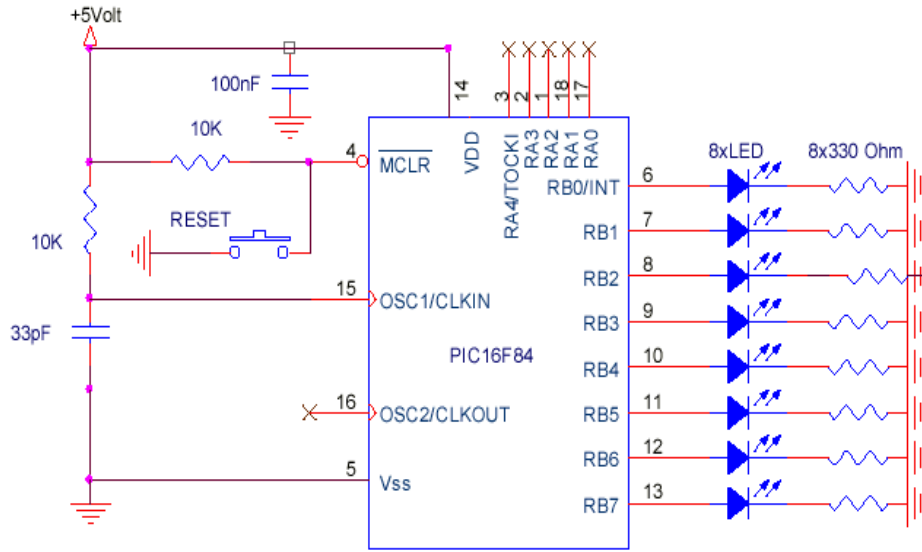 +5Volt
100nF
14
3
2
1
18
17
10K
4
MCLR
VDD
RA4/TOCKI
RA3
RA2
RA1
RA0
8xLED
8x330 Ohm
RB0/INT
6
RESET
10K
RB1
7
RB2
8
15
OSC1/CLKIN
33pF
RB3
9
PIC16F84
RB4
10
16
OSC2/CLKOUT
RB5
11
RB6
12
5
Vss
RB7
13